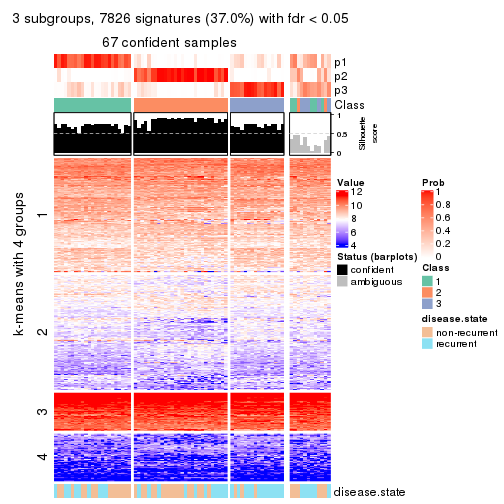 3 subgroups, 7826 signatures (37.0%) with fdr < 0.05
67 confident samples
p1
p2
p3
Class
1
0.5
0
Silhouette
score
k-means with 4 groups
1
2
3
4
disease.state
Value
12
10
8
6
4
Status (barplots)
confident
ambiguous
Prob
1
0.8
0.6
0.4
0.2
0
Class
1
2
3
disease.state
non-recurrent
recurrent